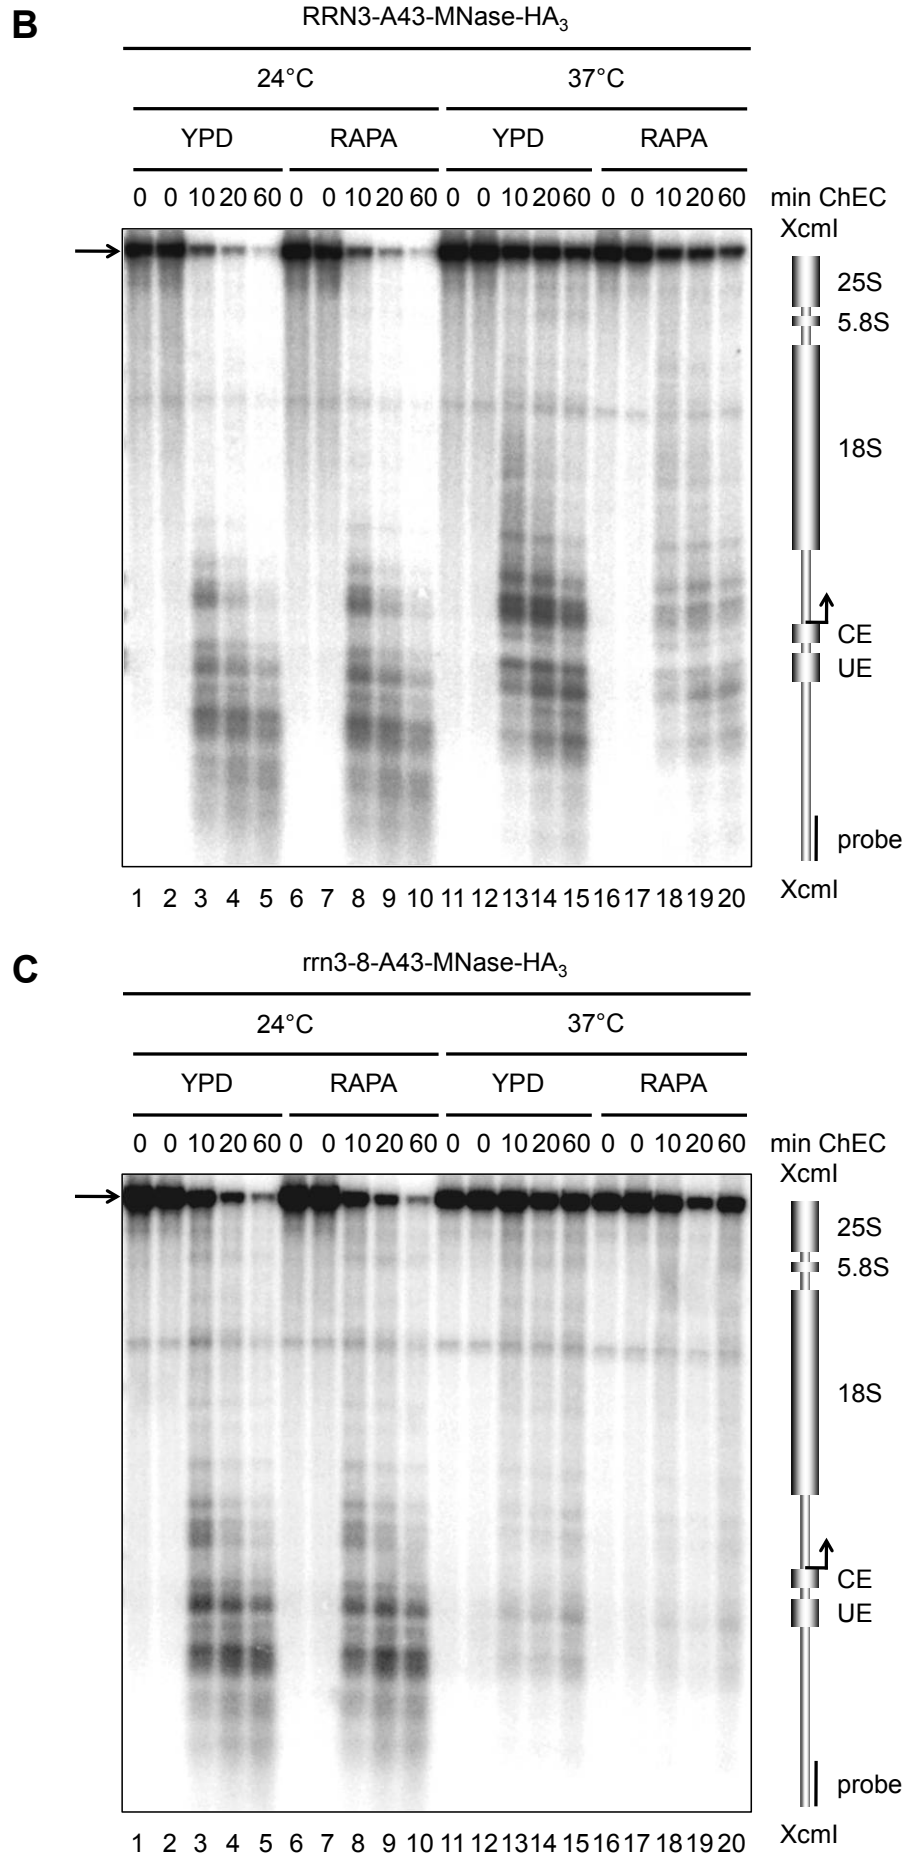 B
RRN3-A43-MNase-HA3
24°C 37°C
YPD RAPA YPD RAPA
0 0 10 20 60 0 0 10 20 60 0 0 10 20 60 0 0 10 20 60 min ChEC
XcmI
25S
5.8S
18S
CE
UE
probe
XcmI
1 2 3 4 5 6 7 8 9 10 11 12 13 14 15 16 17 18 19 20
C
rrn3-8-A43-MNase-HA3
24°C 37°C
YPD RAPA YPD RAPA
0 0 10 20 60 0 0 10 20 60 0 0 10 20 60 0 0 10 20 60 min ChEC
XcmI
25S
5.8S
18S
CE
UE
probe
XcmI
1 2 3 4 5 6 7 8 9 10 11 12 13 14 15 16 17 18 19 20